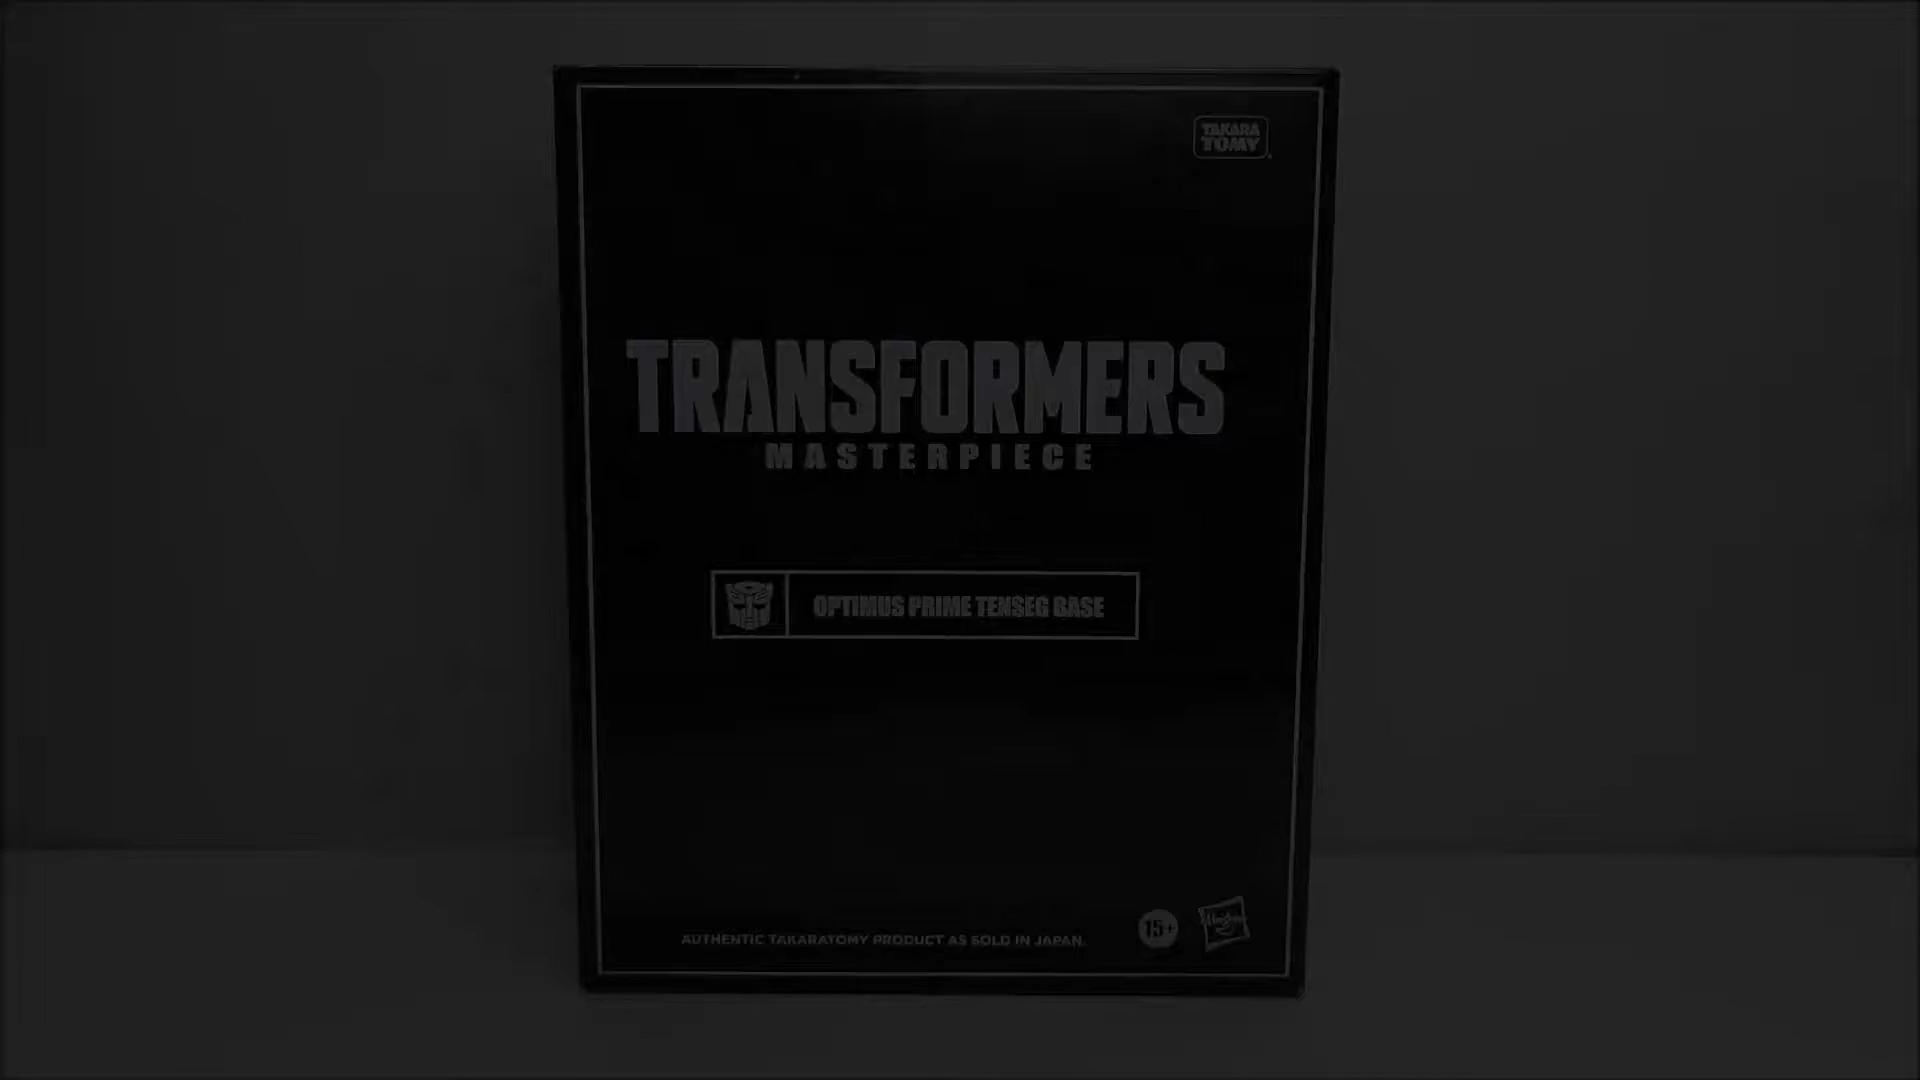 TAKARA
TOMY
TRANSFORMERS
MASTERPIECE
OPTIMUS PRIME TENSEG BASE
AUTHENTIC TAKARATOMY PRODUCT AS SOLD IN JAPAN.
15+
Hasbro